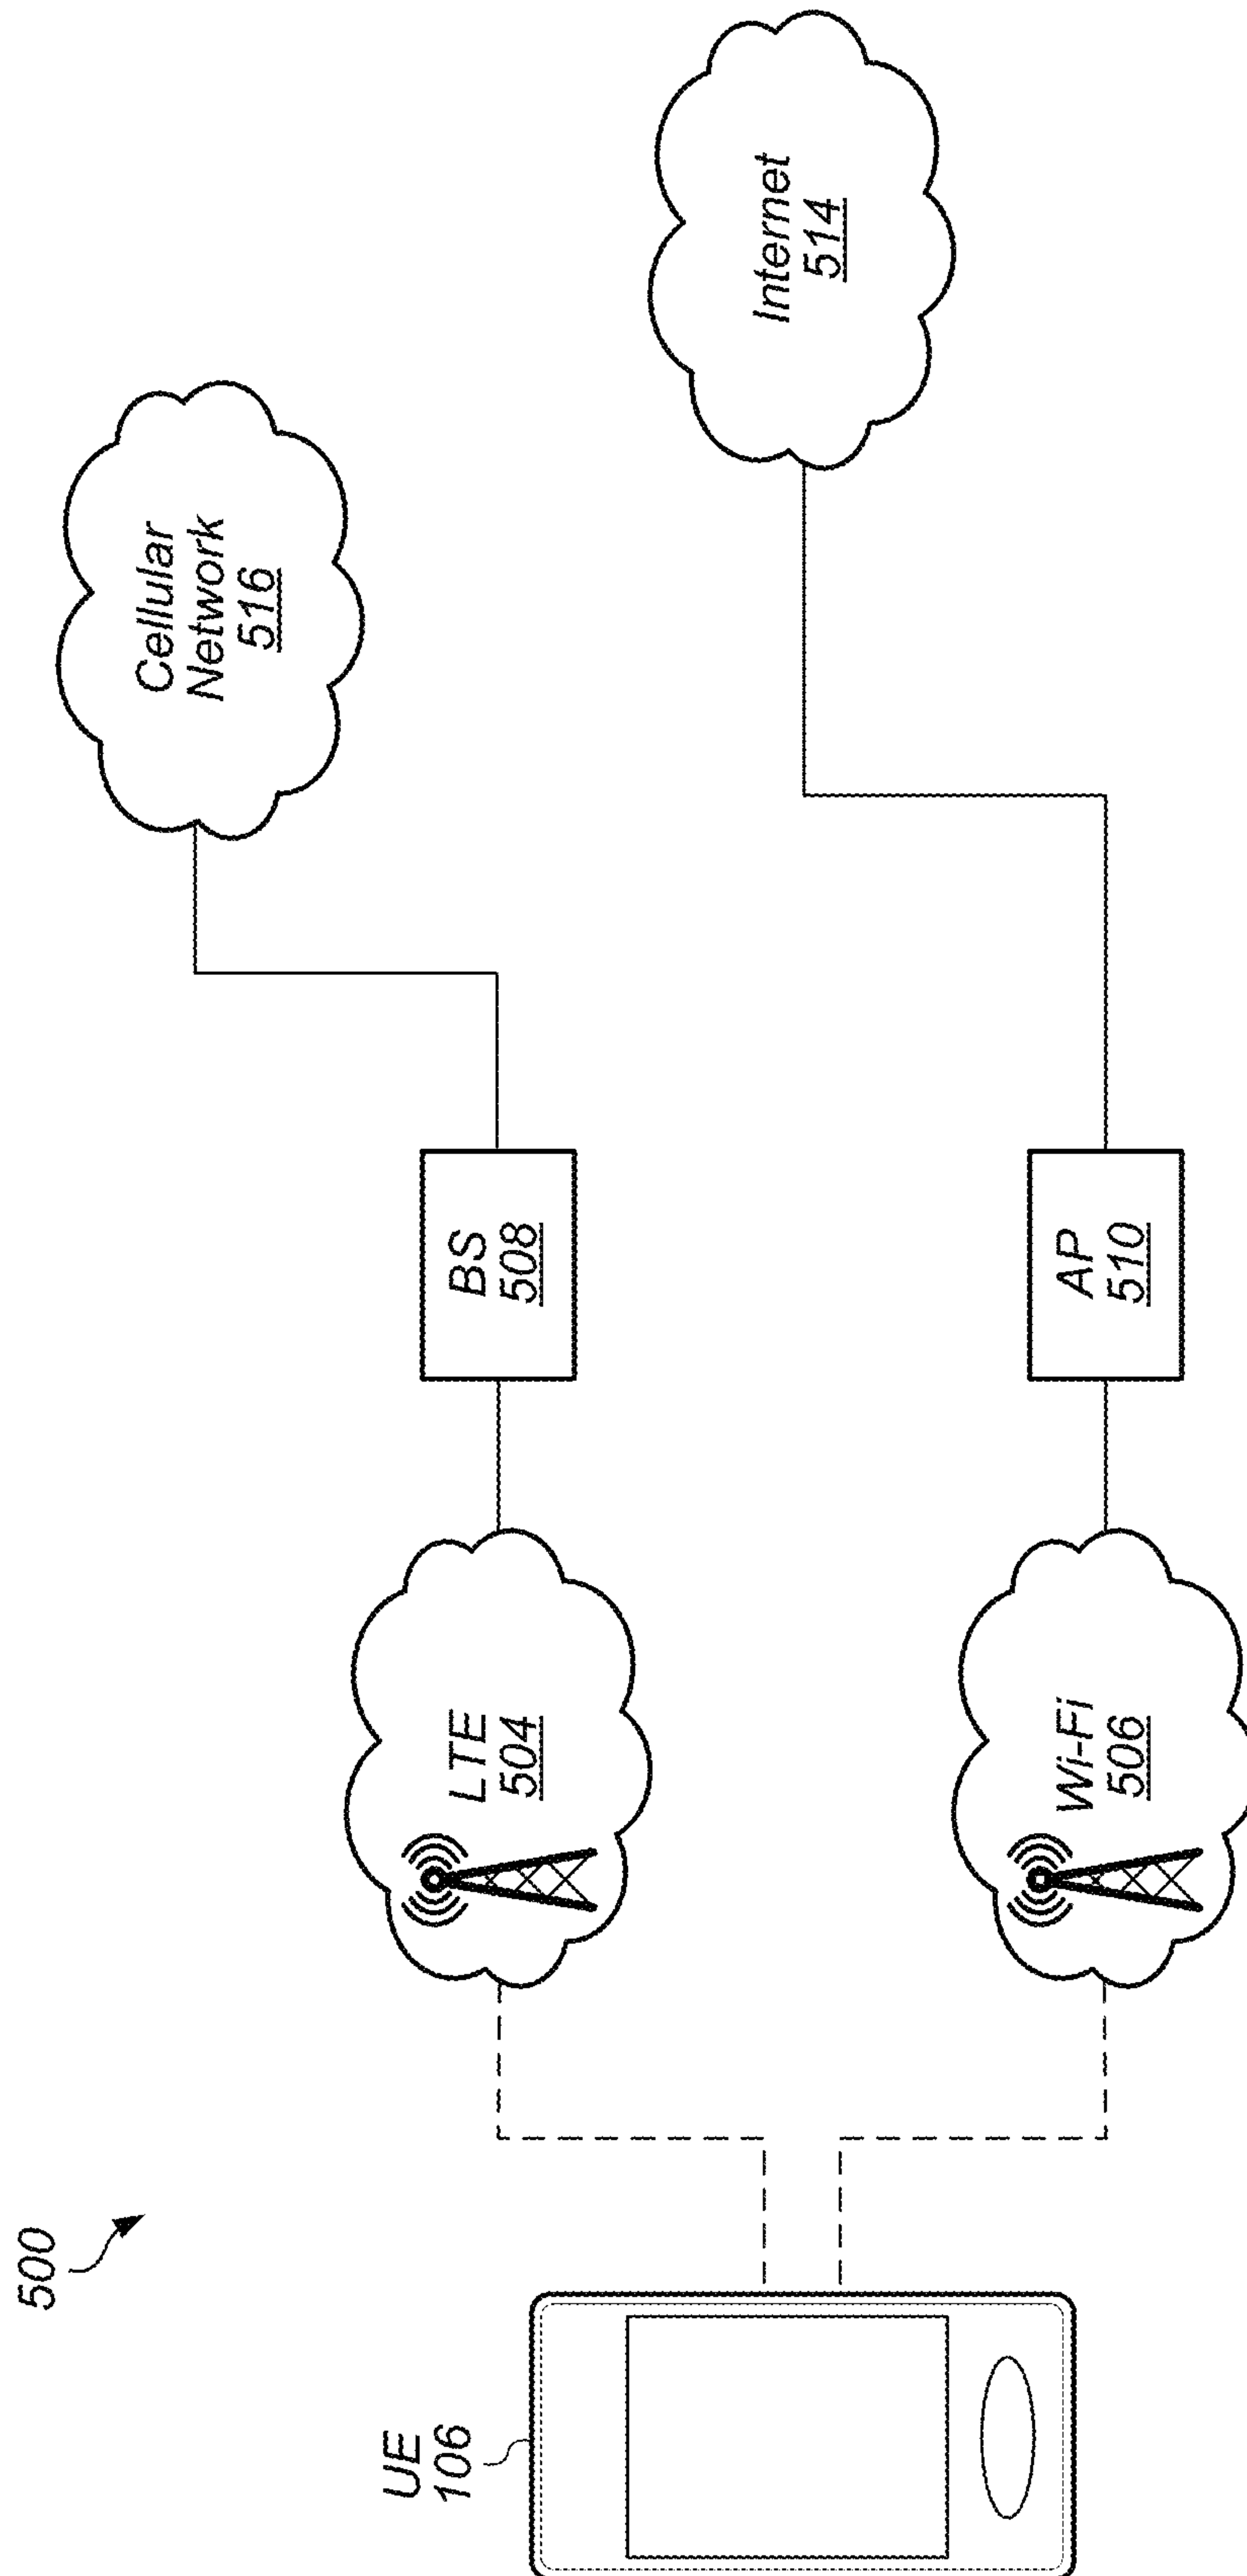 500
UE
106
LTE
504
BS
508
Cellular
Network
516
Wi-Fi
506
AP
510
Internet
514